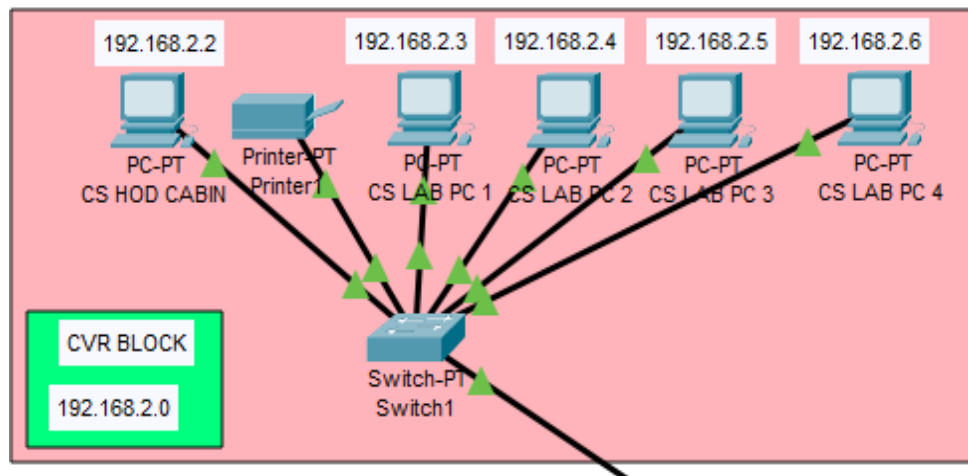 192.168.2.2
192.168.2.3
192.168.2.4
192.168.2.5
192.168.2.6
PC-PT
CS HOD CABIN
Printer-PT
Printer1
PC-PT
CS LAB PC 1
PC-PT
CS LAB PC 2
PC-PT
CS LAB PC 3
PC-PT
CS LAB PC 4
CVR BLOCK
192.168.2.0
Switch-PT
Switch1